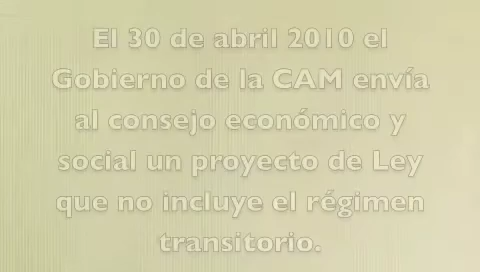 El 30 de abril 2010 el
Gobierno de la CAM envía
al consejo económico y
social un proyecto de Ley
que no incluye el régimen
transitorio.